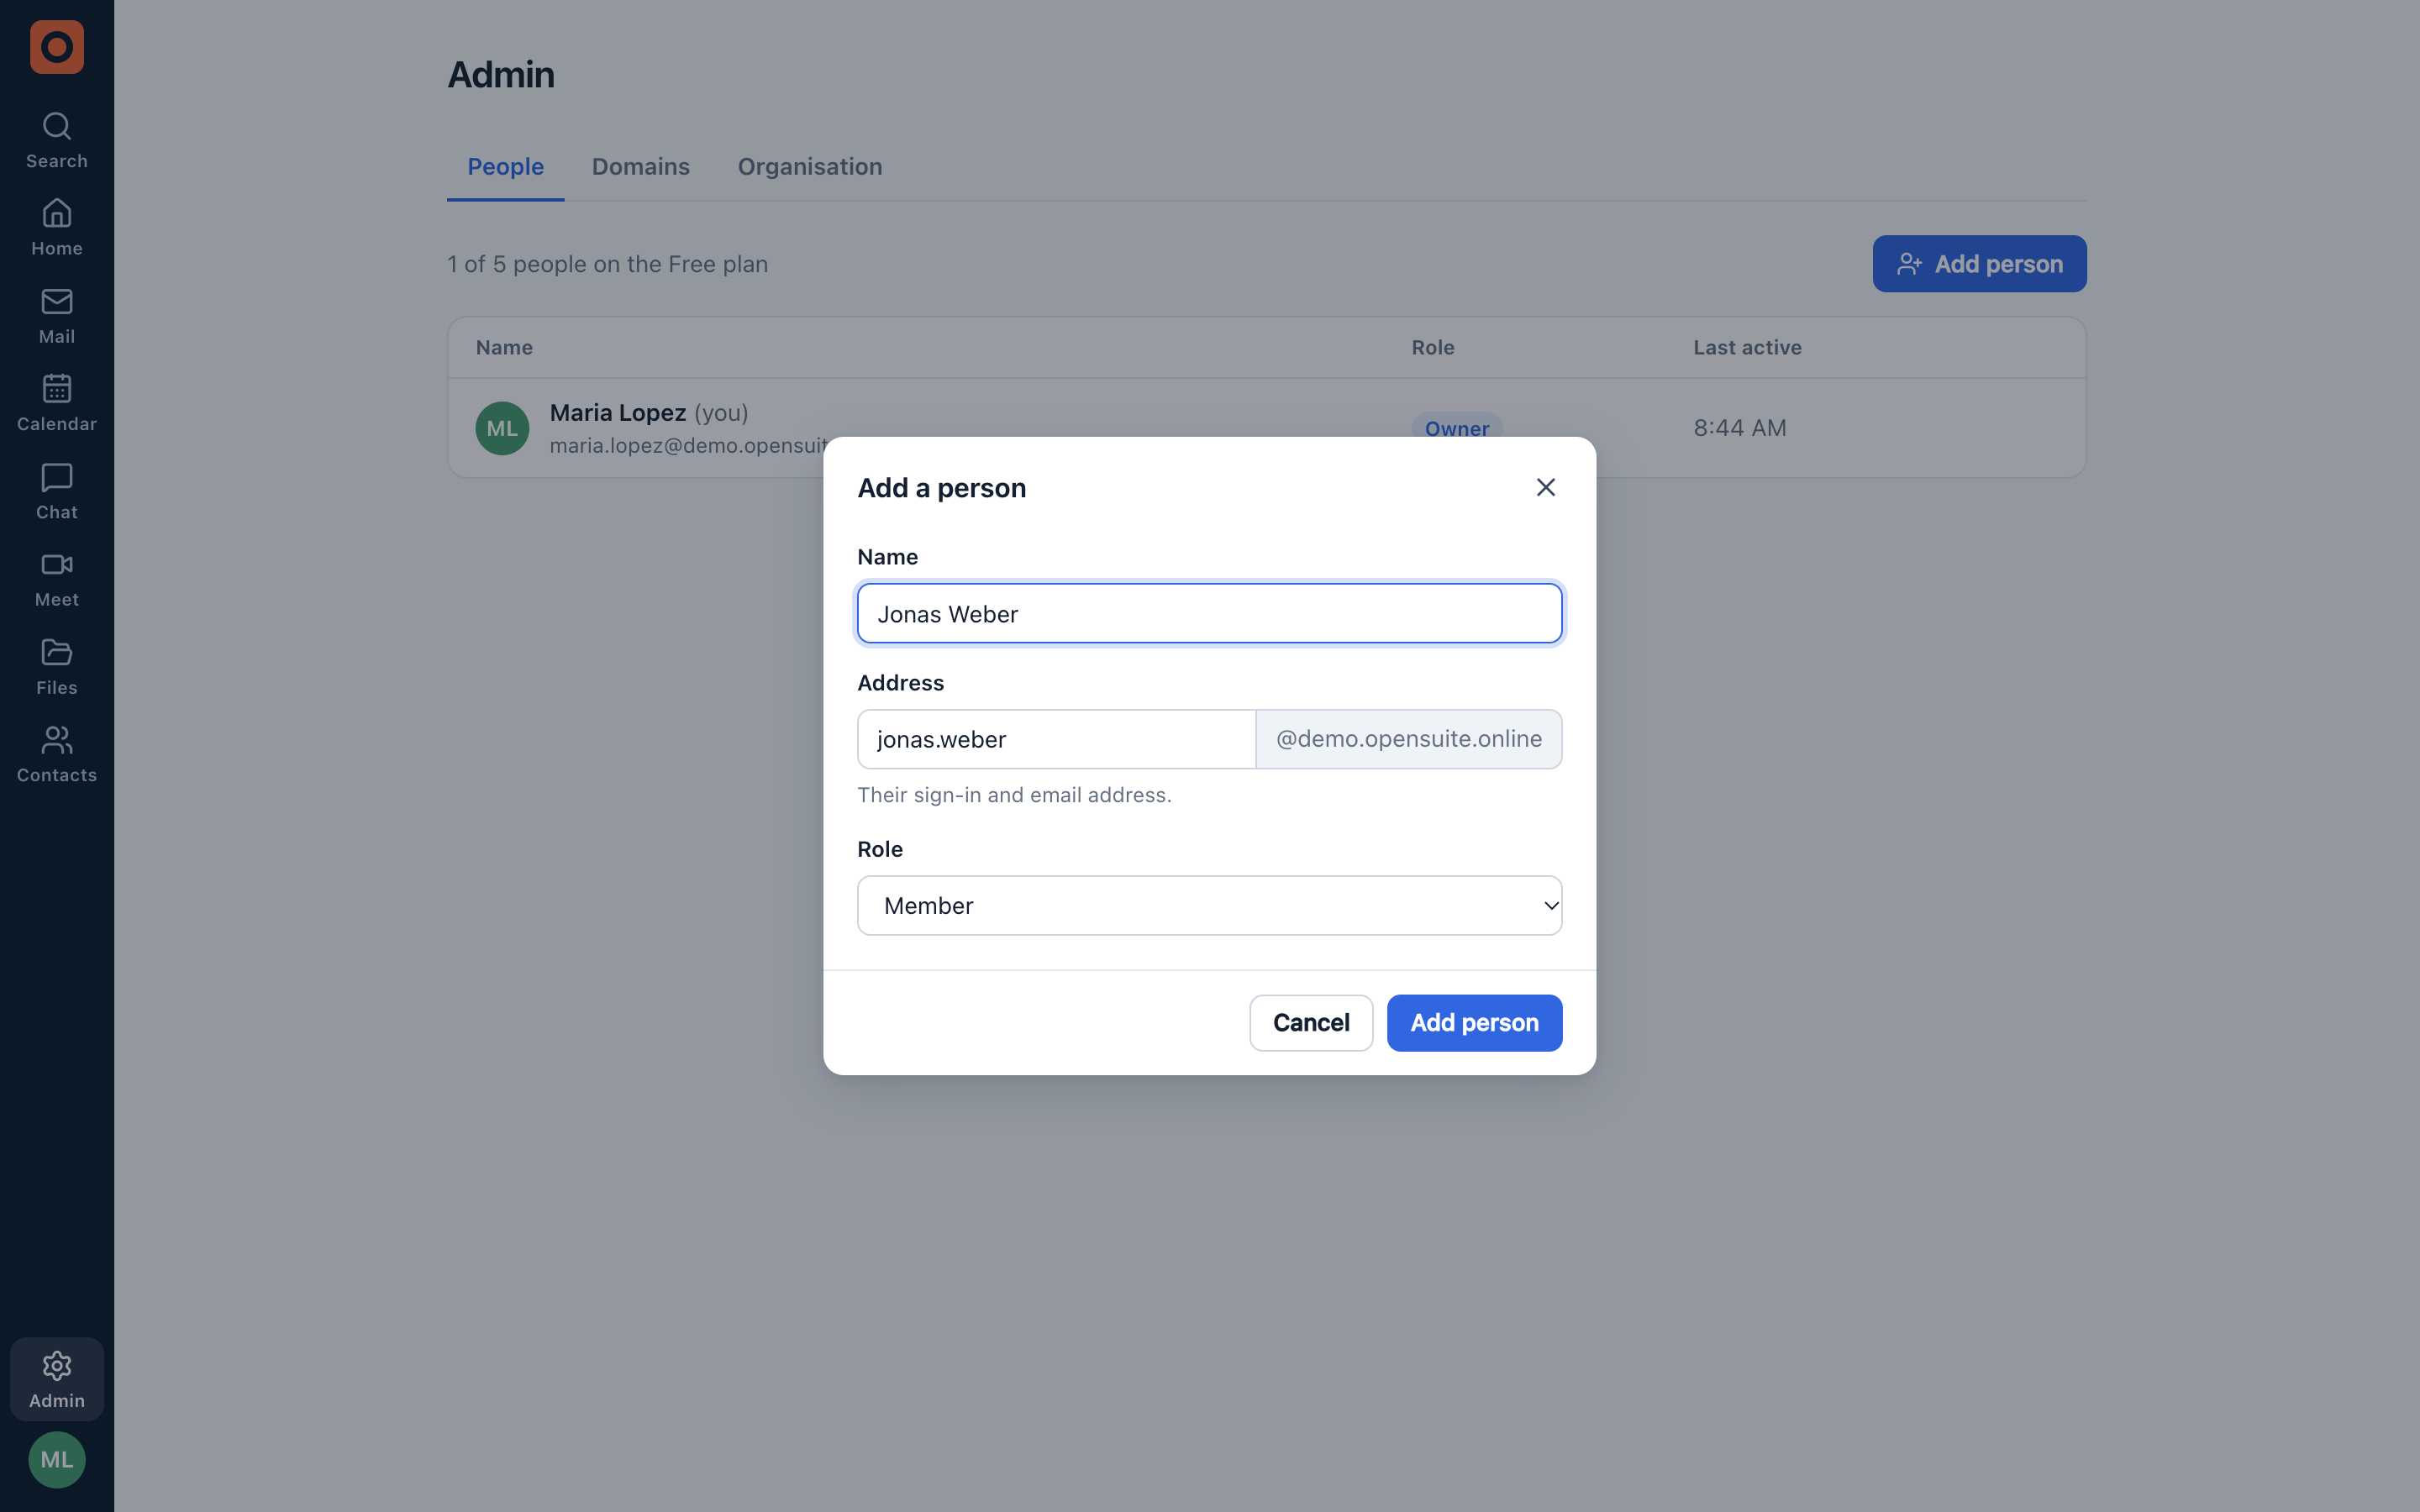 Search
Home
Mail
Calendar
Chat
Meet
Files
Contacts
Admin
ML
Admin
People Domains Organisation
1 of 5 people on the Free plan
Add person
Name Role Last active
ML
Maria Lopez (you)
maria.lopez@demo.opensuit
Owner
8:44 AM
Add a person
Name
Jonas Weber
Address
jonas.weber @demo.opensuite.online
Their sign-in and email address.
Role
Member
Cancel Add person